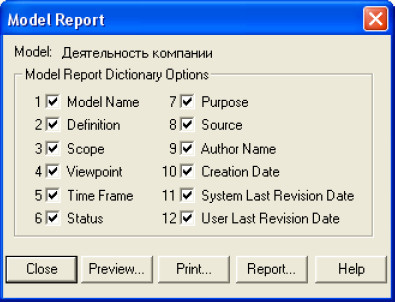 Model Report
Model: Деятельность компании
Model Report Dictionary Options
1 Model Name 7 Purpose
2 Definition 8 Source
3 Scope 9 Author Name
4 Viewpoint 10 Creation Date
5 Time Frame 11 System Last Revision Date
6 Status 12 User Last Revision Date
Close Preview... Print... Report... Help